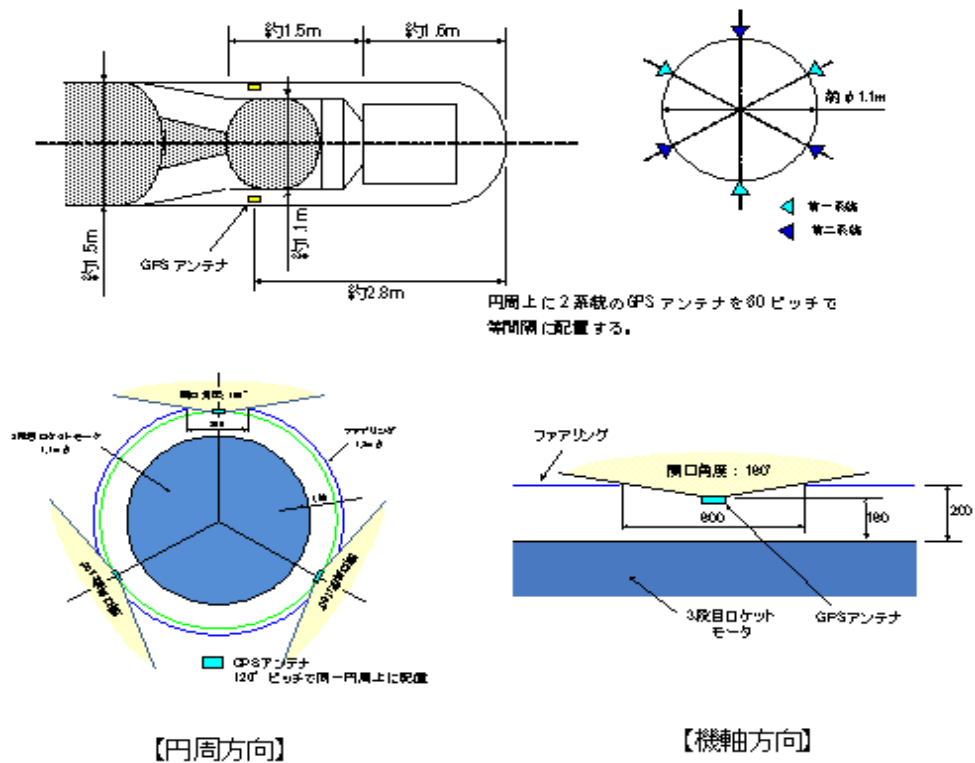 約1.5m
約1.6m
約φ1.1m
第一系統
第二系統
約1.5m
約1.1m
GPSアンテナ
約2.8m
円周上に2系統のGPSアンテナを60ピッチで
等間隔に配置する。
3段目ロケットモータ
1.1mφ
ファアリング
GPSアンテナ
120°ピッチで同一円周上に配置
【円周方向】
ファアリング
開口角度：160°
600
160
200
3段目ロケット
モータ
GPSアンテナ
【機軸方向】